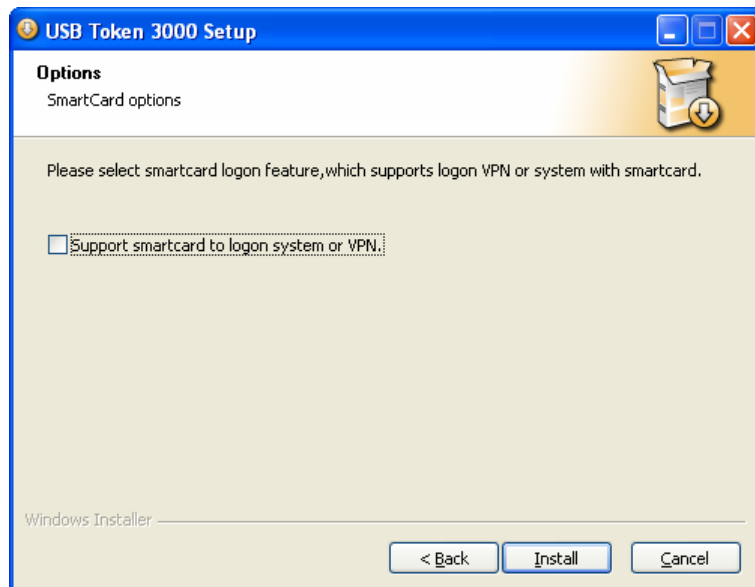 USB Token 3000 Setup
Options
SmartCard options
Please select smartcard logon feature,which supports logon VPN or system with smartcard.
Support smartcard to logon system or VPN.
Windows Installer
< Back Install Cancel